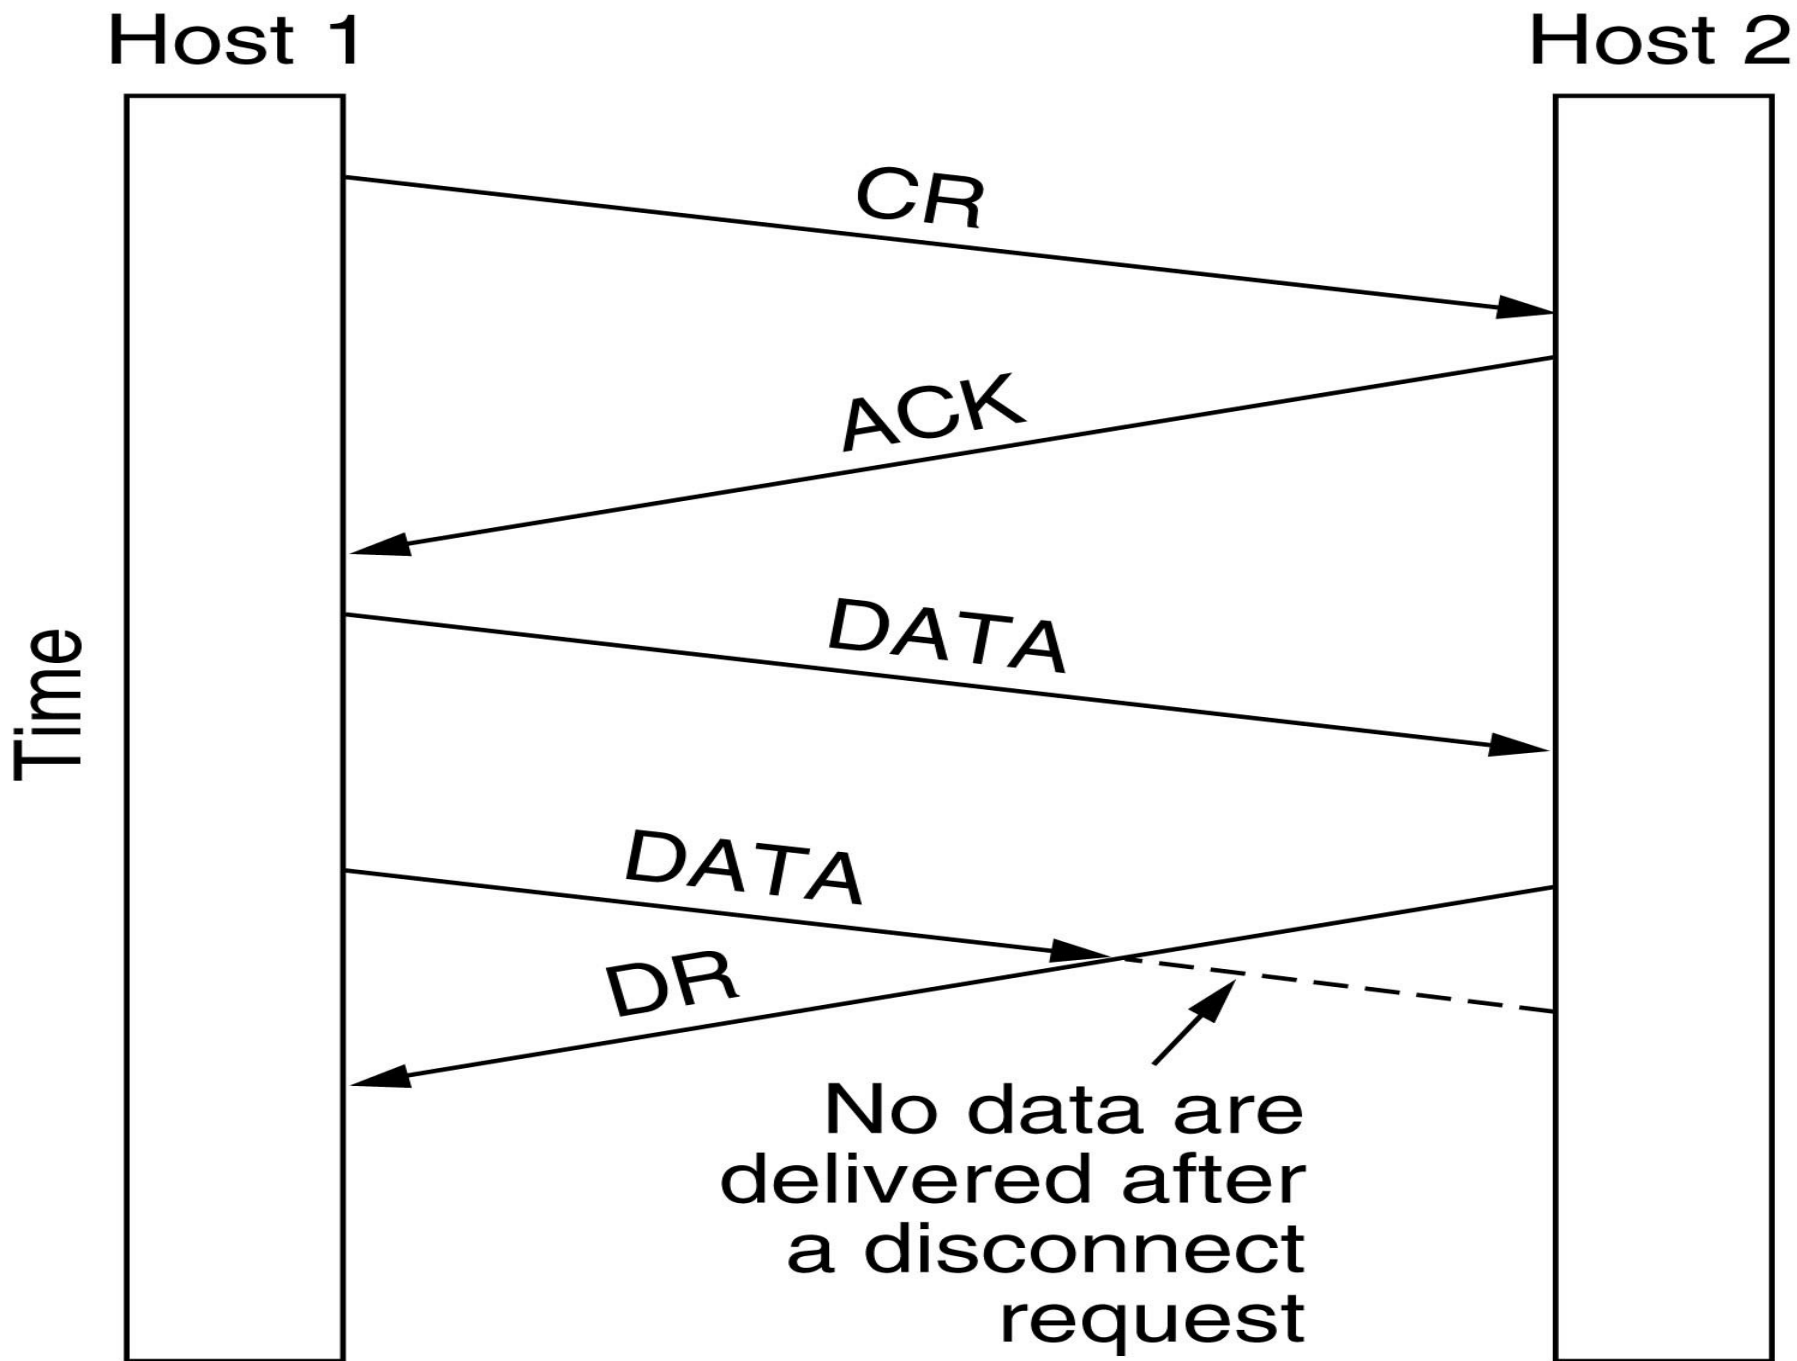 Host 1
Host 2
CR
ACK
DATA
Time
DATA
DR
No data are
delivered after
a disconnect
request